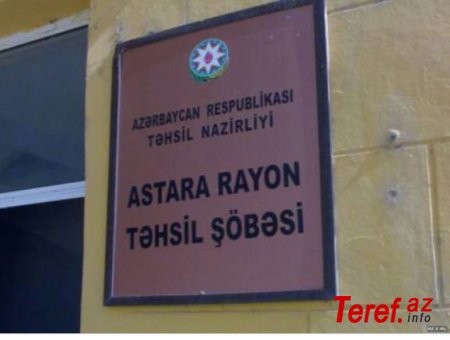 AZƏRBAYCAN RESPUBLİKASI
TƏHSİL NAZİRLİYİ
ASTARA RAYON
TƏHSİL ŞÖBƏSİ
Teref.az
info